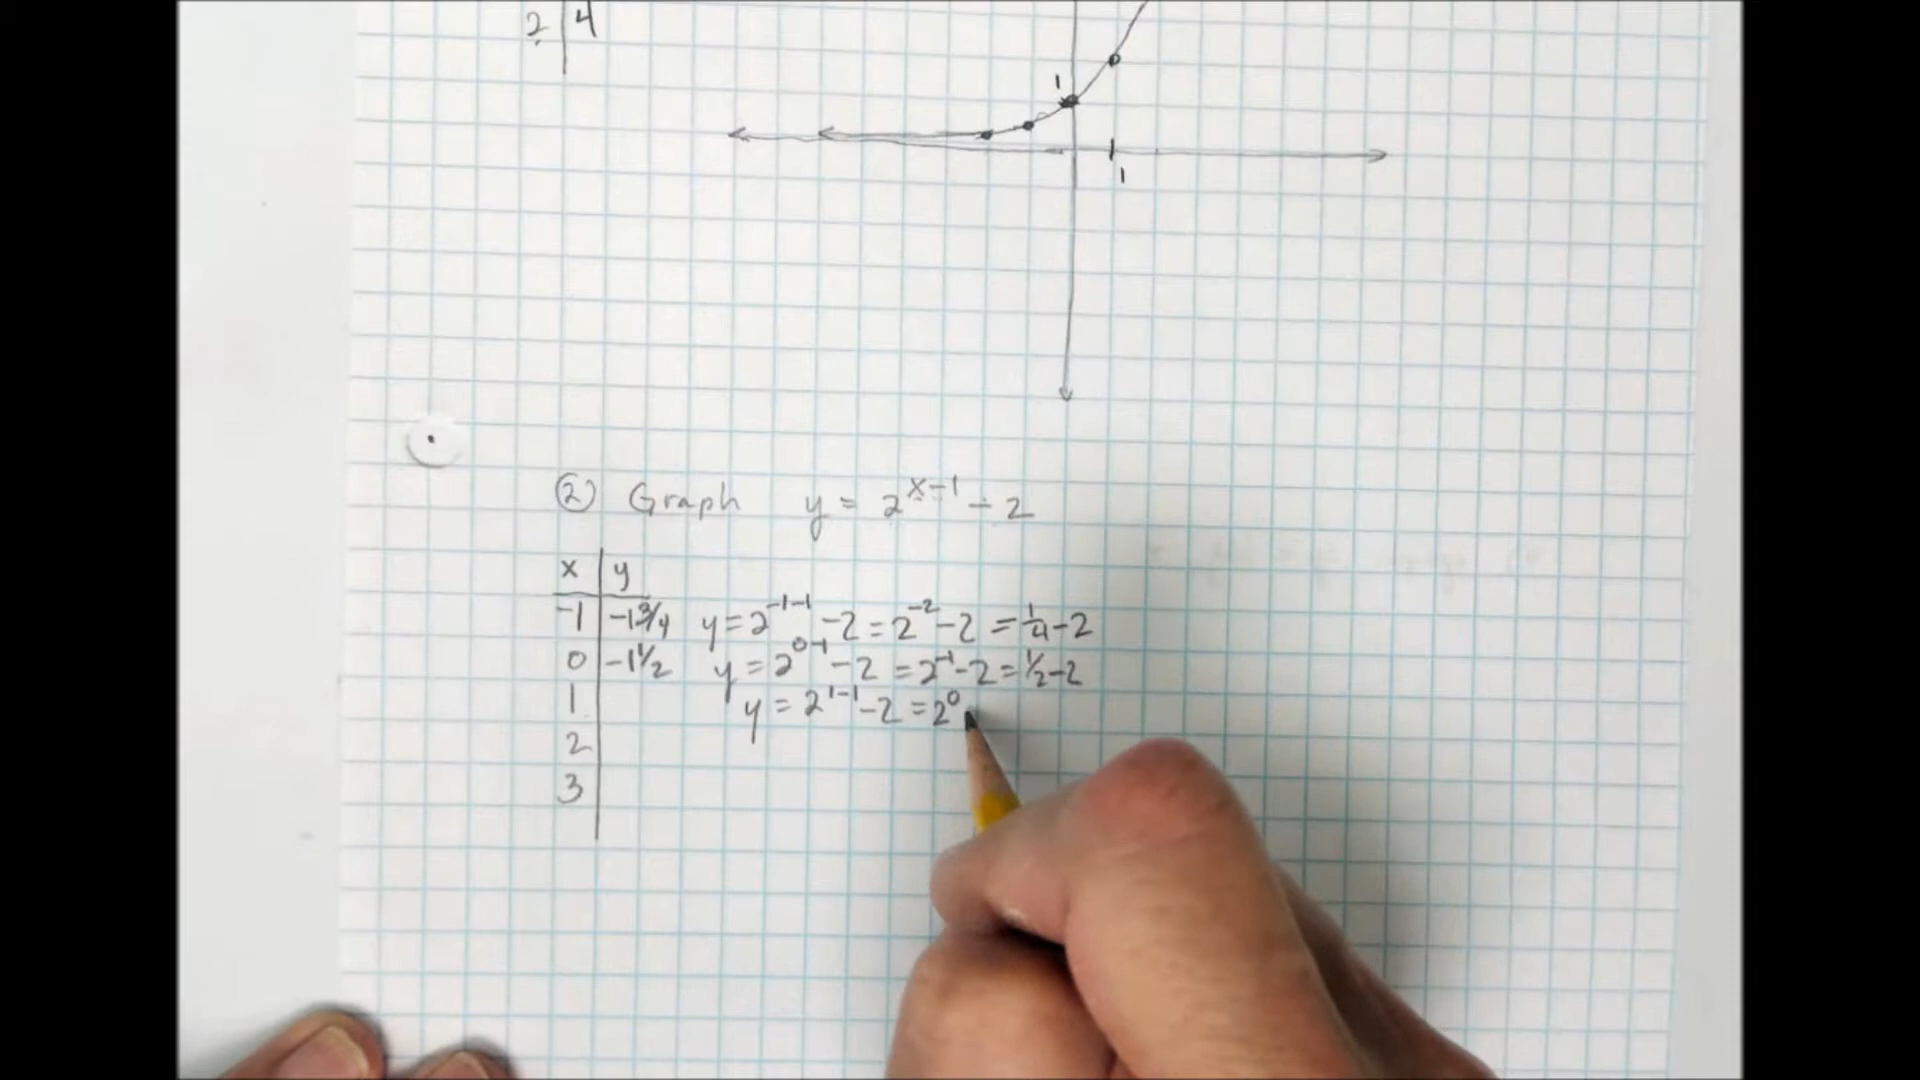 2 | 4
1
1
② Graph y = 2^(x-1) - 2
x | y
-1 | -1 3/4 y = 2^(-1-1) - 2 = 2^(-2) - 2 = 1/4 - 2
0 | -1 1/2 y = 2^(0-1) - 2 = 2^(-1) - 2 = 1/2 - 2
1 | y = 2^(1-1) - 2 = 2^0
2
3